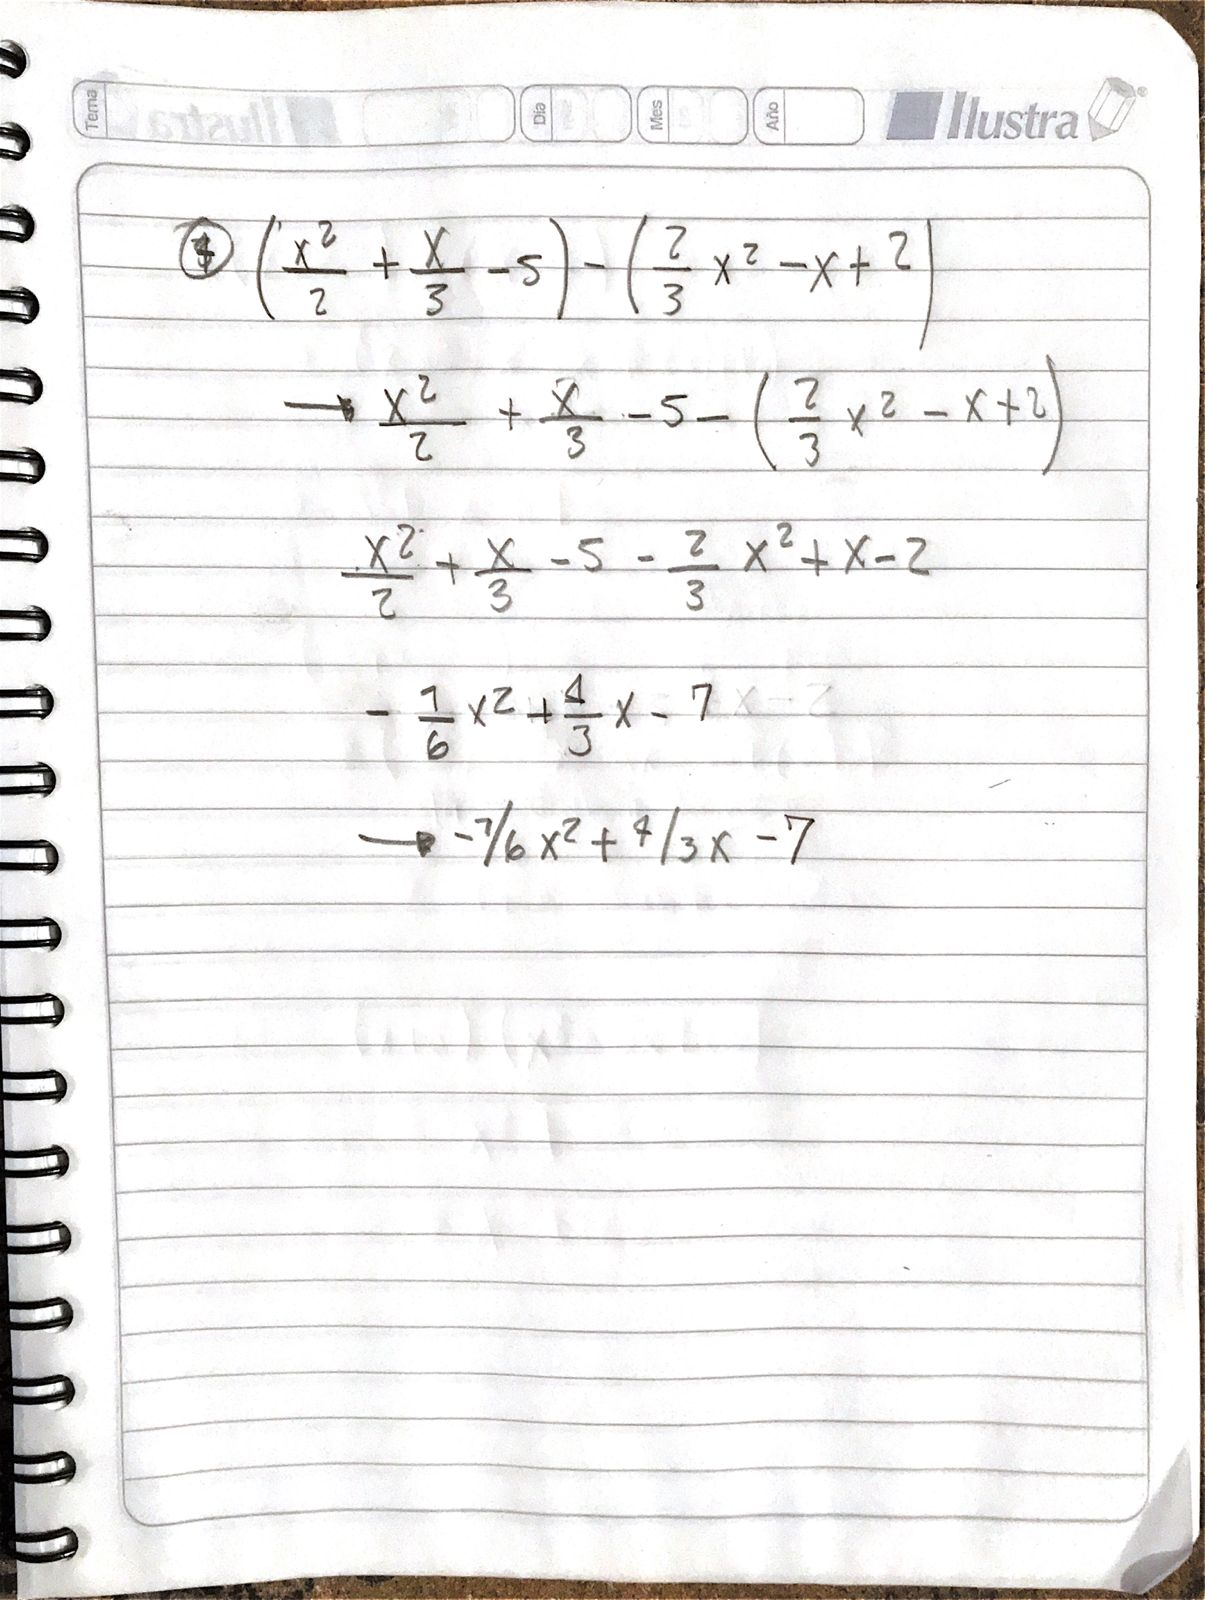 Tema Día Mes Año Ilustra
(x²/2 + x/3 - 5) - (2/3 x² - x + 2)
→ x²/2 + x/3 - 5 - (2/3 x² - x + 2)
x²/2 + x/3 - 5 - 2/3 x² + x - 2
- 1/6 x² + 4/3 x - 7
→ -1/6 x² + 4/3 x - 7